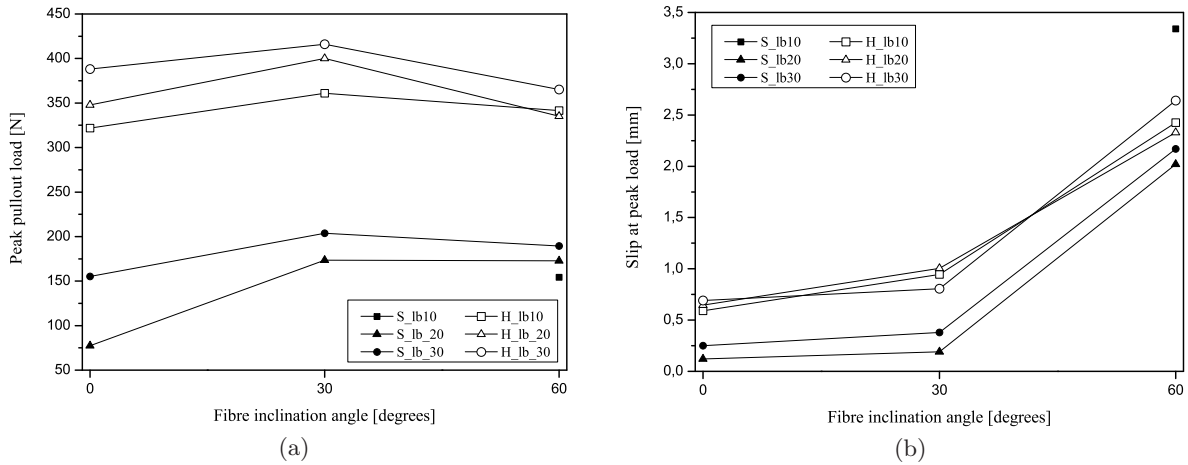 450
400
350
300
250
200
150
100
50
0
30
60
Peak pullout load [N]
Fibre inclination angle [degrees]
S_lb10 H_lb10
S_lb_20 H_lb_20
S_lb_30 H_lb_30
(a)
3,5
3,0
2,5
2,0
1,5
1,0
0,5
0,0
0
30
60
Slip at peak load [mm]
Fibre inclination angle [degrees]
S_lb10 H_lb10
S_lb20 H_lb20
S_lb30 H_lb30
(b)